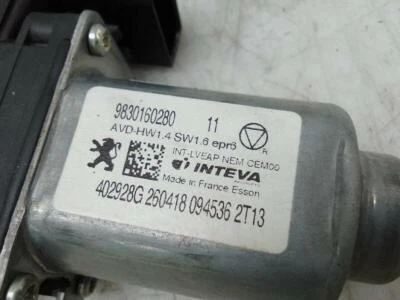 9830160280 11
AVD-HW1.4 SW1.6 epr6
INT-LVEAP NEM CEM00
INTEVA
Made in France Esson
402928G 260418 094536 2T13